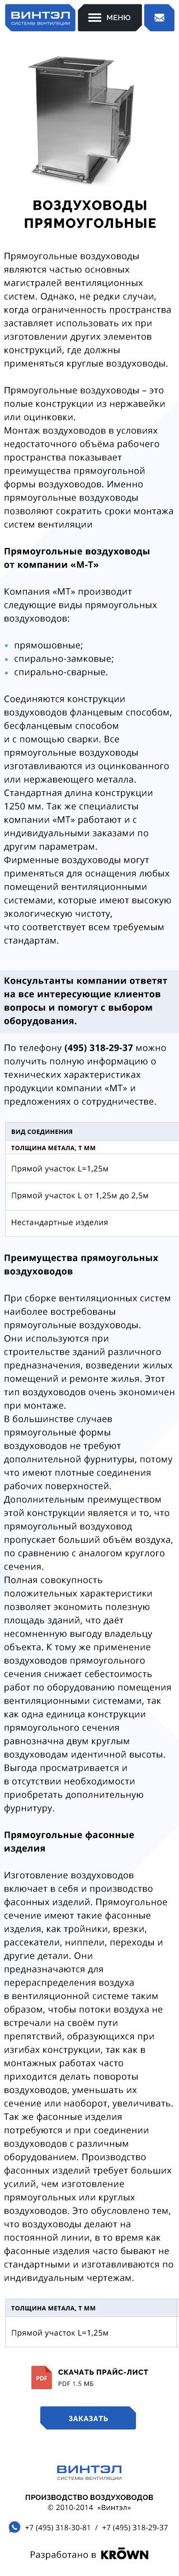 ВИНТЭЛ
СИСТЕМЫ ВЕНТИЛЯЦИИ
МЕНЮ
ВОЗДУХОВОДЫ
ПРЯМОУГОЛЬНЫЕ
Прямоугольные воздуховоды
являются частью основных
магистралей вентиляционных
систем. Однако, не редки случаи,
когда ограниченность пространства
заставляет использовать их при
изготовлении других элементов
конструкций, где должны
применяться круглые воздуховоды.
Прямоугольные воздуховоды – это
полые конструкции из нержавейки
или оцинковки.
Монтаж воздуховодов в условиях
недостаточного объёма рабочего
пространства показывает
преимущества прямоугольной
формы воздуховодов. Именно
прямоугольные воздуховоды
позволяют сократить сроки монтажа
систем вентиляции
Прямоугольные воздуховоды
от компании «М-Т»
Компания «МТ» производит
следующие виды прямоугольных
воздуховодов:
прямошовные;
спирально-замковые;
спирально-сварные.
Соединяются конструкции
воздуховодов фланцевым способом,
бесфланцевым способом
и с помощью сварки. Все
прямоугольные воздуховоды
изготавливаются из оцинкованного
или нержавеющего металла.
Стандартная длина конструкции
1250 мм. Так же специалисты
компании «МТ» работают и с
индивидуальными заказами по
другим параметрам.
Фирменные воздуховоды могут
применяться для оснащения любых
помещений вентиляционными
системами, которые имеют высокую
экологическую чистоту,
что соответствует всем требуемым
стандартам.
Консультанты компании ответят
на все интересующие клиентов
вопросы и помогут с выбором
оборудования.
По телефону (495) 318-29-37 можно
получить полную информацию о
технических характеристиках
продукции компании «МТ» и
предложениях о сотрудничестве.
ВИД СОЕДИНЕНИЯ
ТОЛЩИНА МЕТАЛА, Т ММ
Прямой участок L=1,25м
Прямой участок L от 1,25м до 2,5м
Нестандартные изделия
Преимущества прямоугольных
воздуховодов
При сборке вентиляционных систем
наиболее востребованы
прямоугольные воздуховоды.
Они используются при
строительстве зданий различного
предназначения, возведении жилых
помещений и ремонте жилья. Этот
тип воздуховодов очень экономичен
при монтаже.
В большинстве случаев
прямоугольные формы
воздуховодов не требуют
дополнительной фурнитуры, потому
что имеют плотные соединения
рабочих поверхностей.
Дополнительным преимуществом
этой конструкции является и то, что
прямоугольный воздуховод
пропускает больший объём воздуха,
по сравнению с аналогом круглого
сечения.
Полная совокупность
положительных характеристики
позволяет экономить полезную
площадь зданий, что даёт
несомненную выгоду владельцу
объекта. К тому же применение
воздуховодов прямоугольного
сечения снижает себестоимость
работ по оборудованию помещения
вентиляционными системами, так
как одна единица конструкции
прямоугольного сечения
равнозначна двум круглым
воздуховодам идентичной высоты.
Выгода просматривается и
в отсутствии необходимости
приобретать дополнительную
фурнитуру.
Прямоугольные фасонные
изделия
Изготовление воздуховодов
включает в себя и производство
фасонных изделий. Прямоугольное
сечение имеют такие фасонные
изделия, как тройники, врезки,
рассекатели, ниппели, переходы и
другие детали. Они
предназначаются для
перераспределения воздуха
в вентиляционной системе таким
образом, чтобы потоки воздуха не
встречали на своём пути
препятствий, образующихся при
изгибах конструкции, так как в
монтажных работах часто
приходится делать повороты
воздуховодов, уменьшать их
сечение или наоборот, увеличивать.
Так же фасонные изделия
потребуются и при соединении
воздуховодов с различным
оборудованием. Производство
фасонных изделий требует больших
усилий, чем изготовление
прямоугольных или круглых
воздуховодов. Это обусловлено тем,
что воздуховоды делают на
постоянной линии, в то время как
фасонные изделия часто бывают не
стандартными и изготавливаются по
индивидуальным чертежам.
ТОЛЩИНА МЕТАЛА, Т ММ
Прямой участок L=1,25м
PDF
СКАЧАТЬ ПРАЙС-ЛИСТ
PDF 1.5 МБ
ЗАКАЗАТЬ
ВИНТЭЛ
СИСТЕМЫ ВЕНТИЛЯЦИИ
ПРОИЗВОДСТВО ВОЗДУХОВОДОВ
© 2010-2014 «Винтэл»
+7 (495) 318-30-81 / +7 (495) 318-29-37
Разработано в KRÖWN